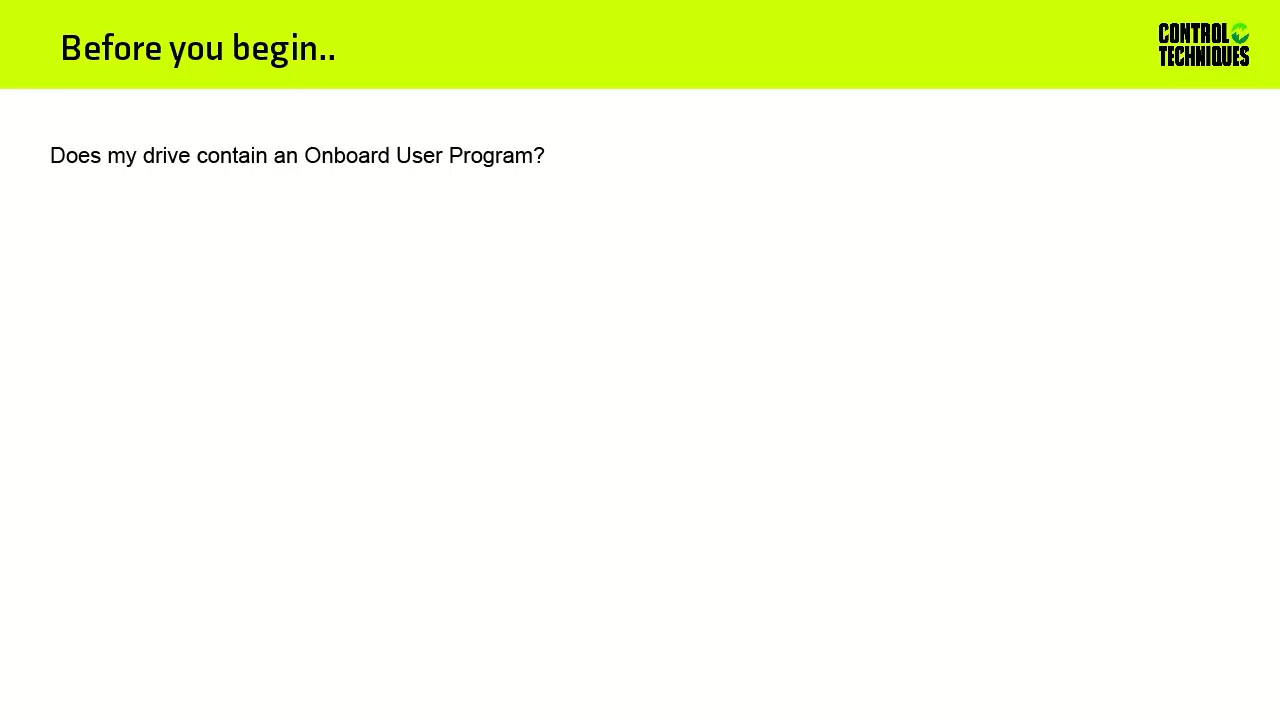 Before you begin..
CONTROL
TECHNIQUES
Does my drive contain an Onboard User Program?